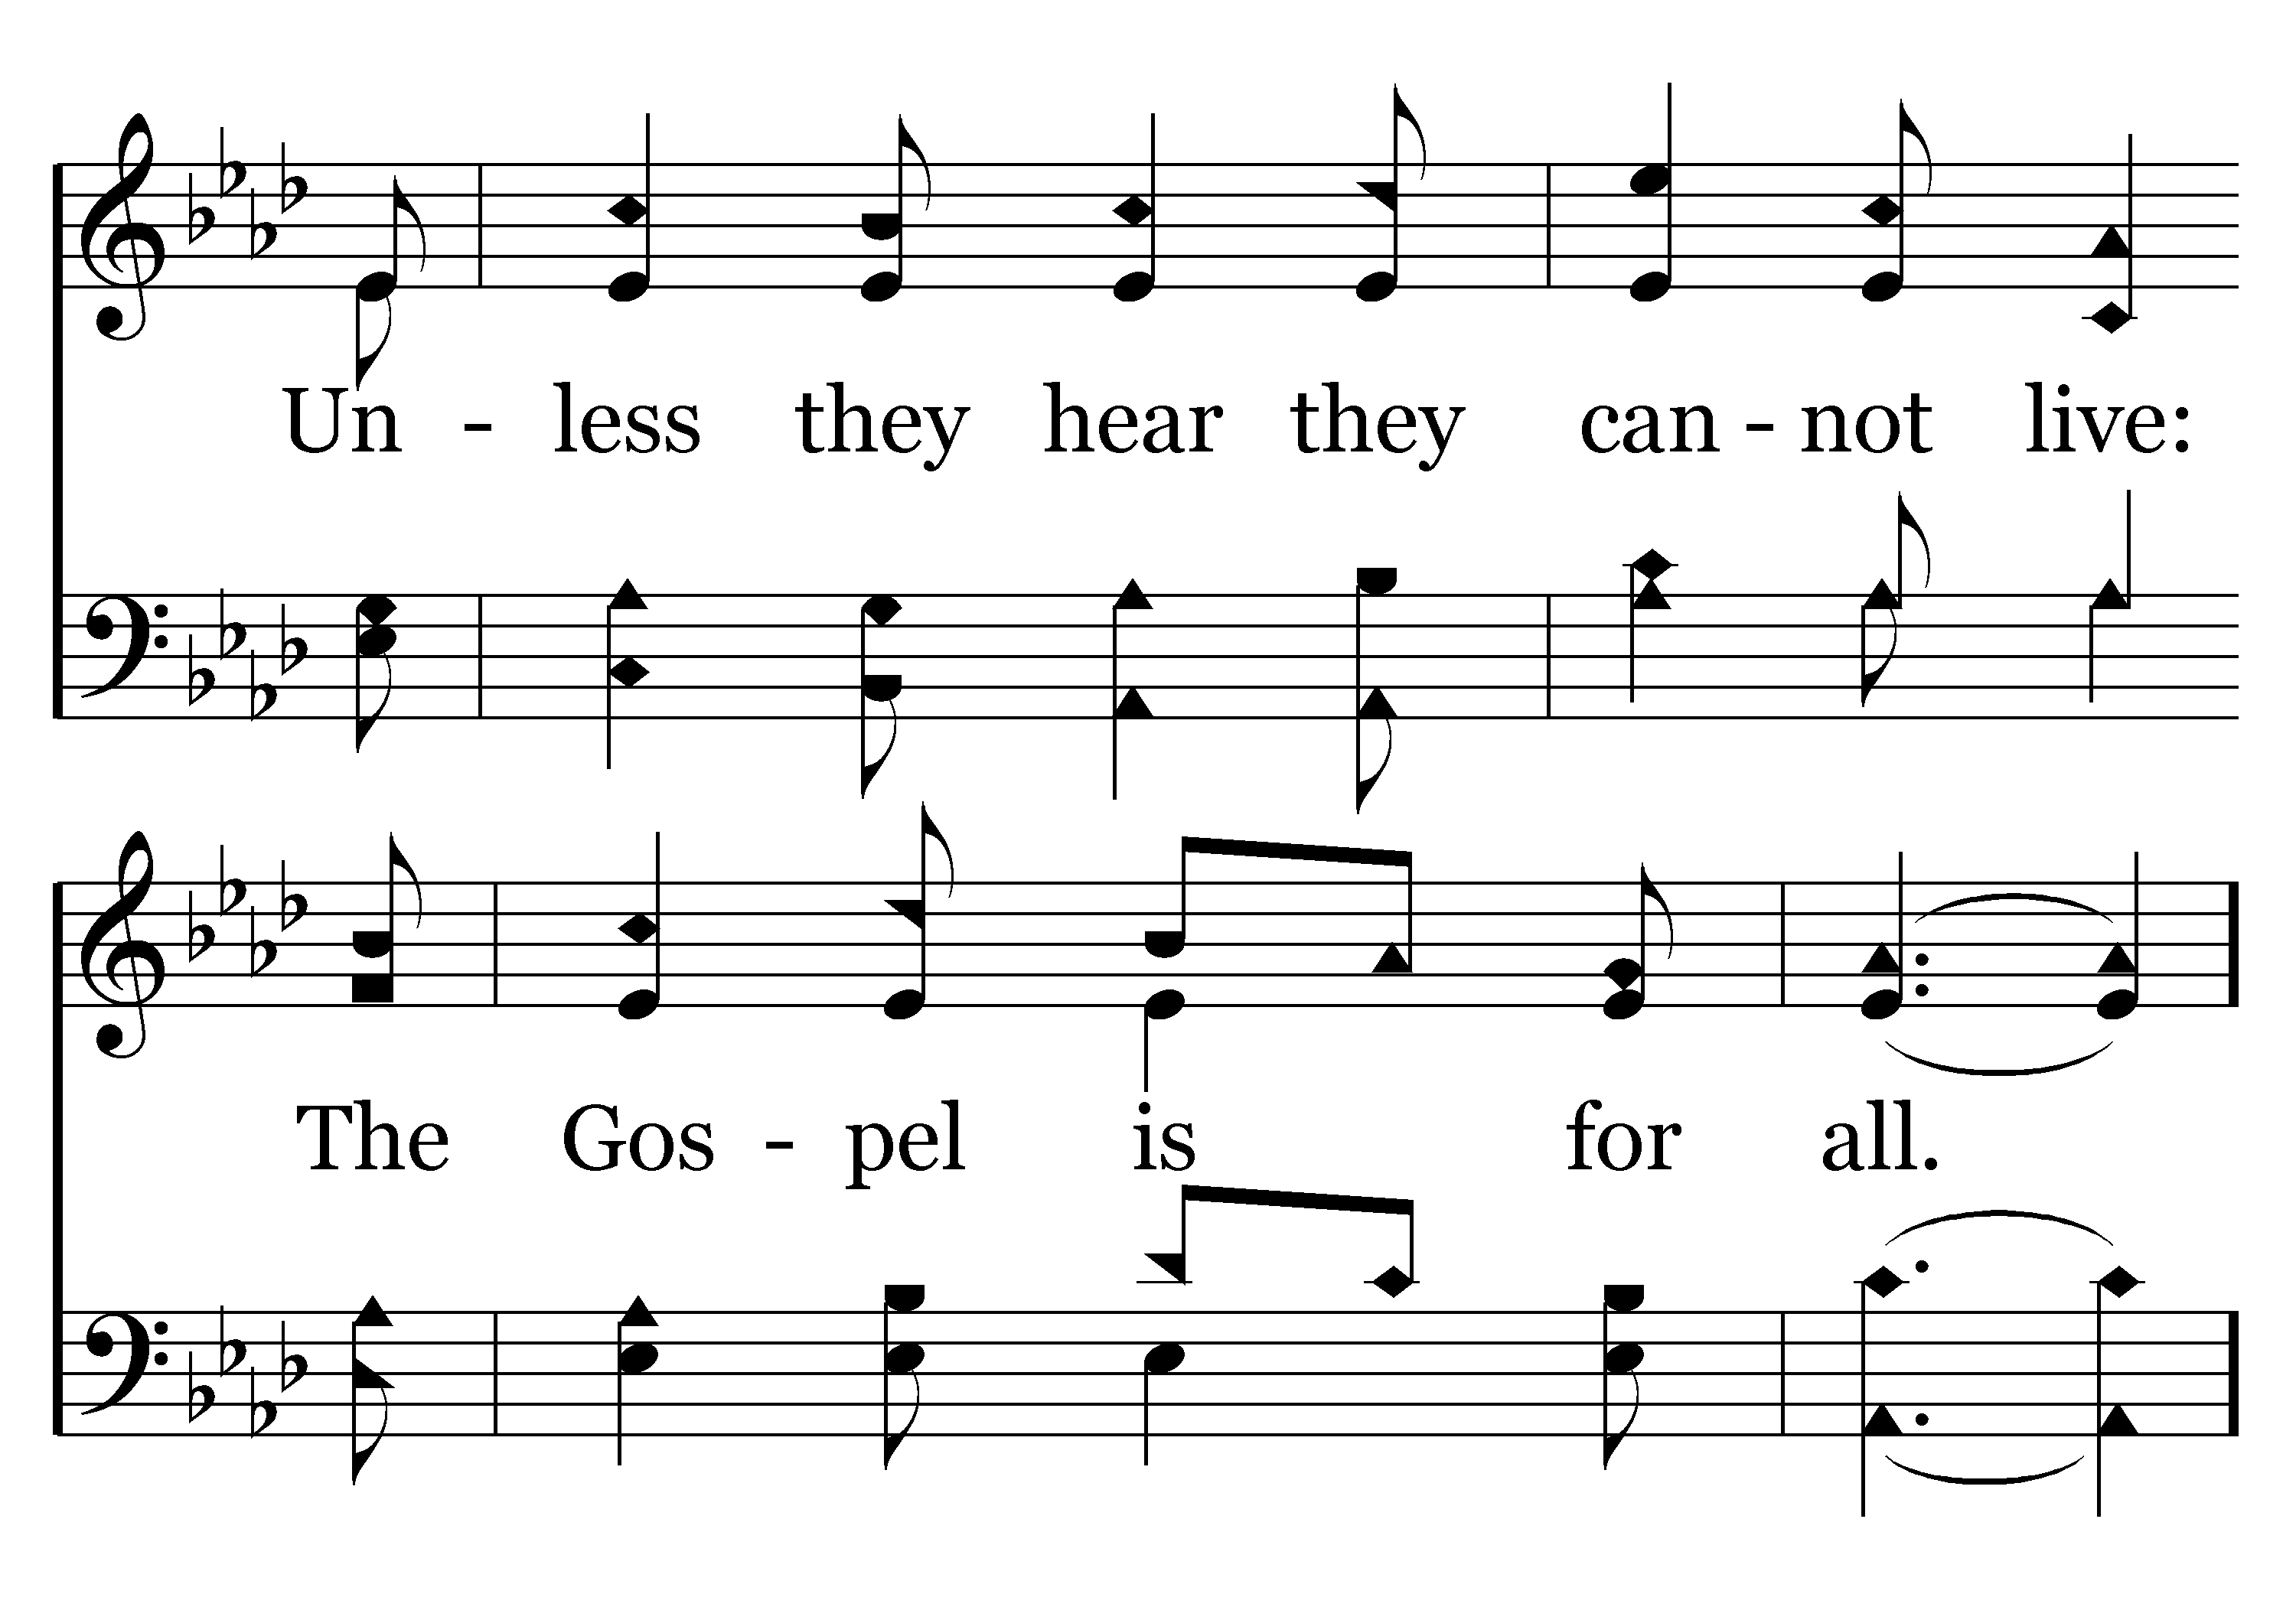 Un - less they hear they can - not live:
The Gos - pel is for all.